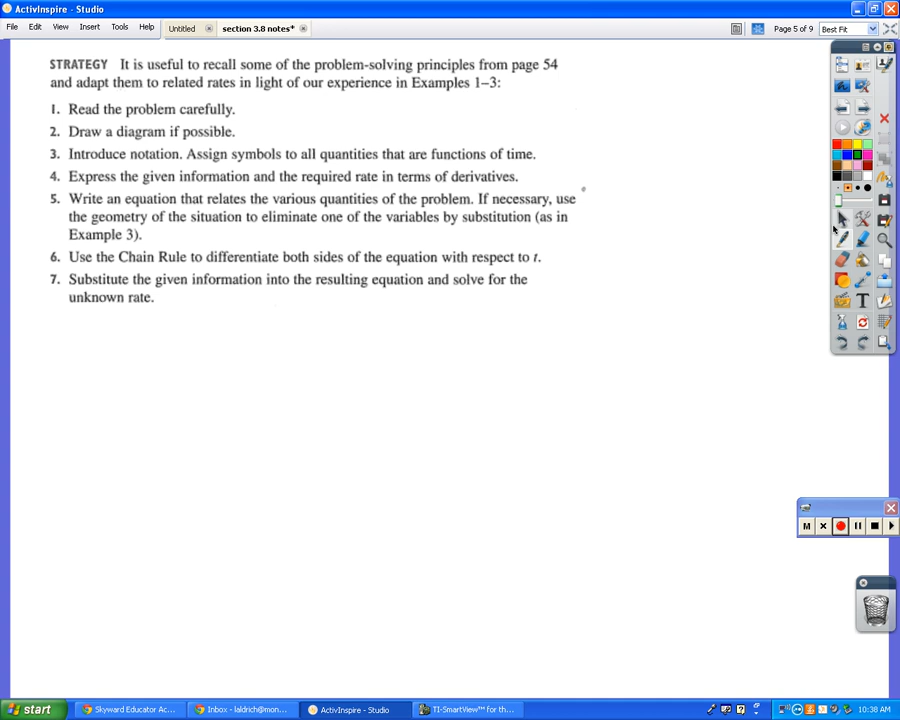 ActivInspire - Studio
File Edit View Insert Tools Help Untitled section 3.8 notes* Page 5 of 9 Best Fit
STRATEGY It is useful to recall some of the problem-solving principles from page 54
and adapt them to related rates in light of our experience in Examples 1–3:
1. Read the problem carefully.
2. Draw a diagram if possible.
3. Introduce notation. Assign symbols to all quantities that are functions of time.
4. Express the given information and the required rate in terms of derivatives.
5. Write an equation that relates the various quantities of the problem. If necessary, use
the geometry of the situation to eliminate one of the variables by substitution (as in
Example 3).
6. Use the Chain Rule to differentiate both sides of the equation with respect to t.
7. Substitute the given information into the resulting equation and solve for the
unknown rate.
T
M
start Skyward Educator Ac... Inbox - laldrich@mon... ActivInspire - Studio TI-SmartView™ for th... 10:38 AM